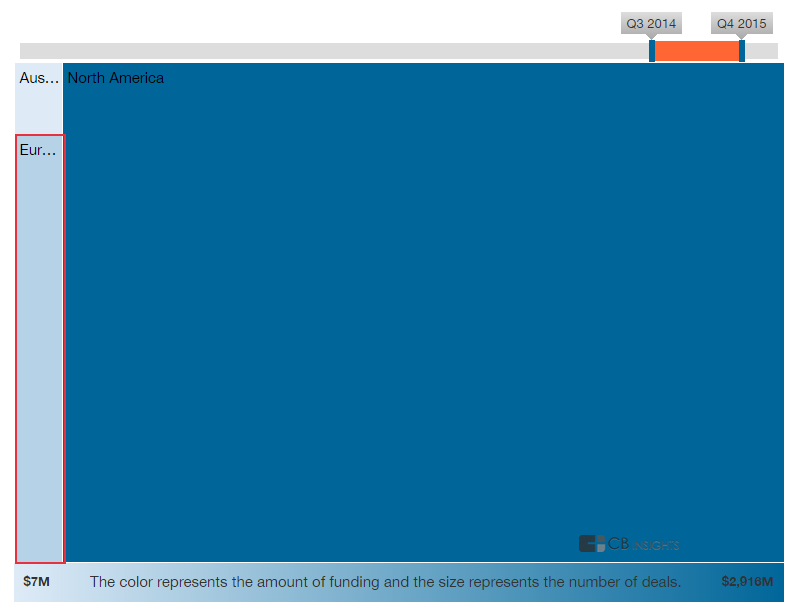 Q3 2014 Q4 2015
Aus... North America
Eur...
CB INSIGHTS
$7M The color represents the amount of funding and the size represents the number of deals. $2,916M